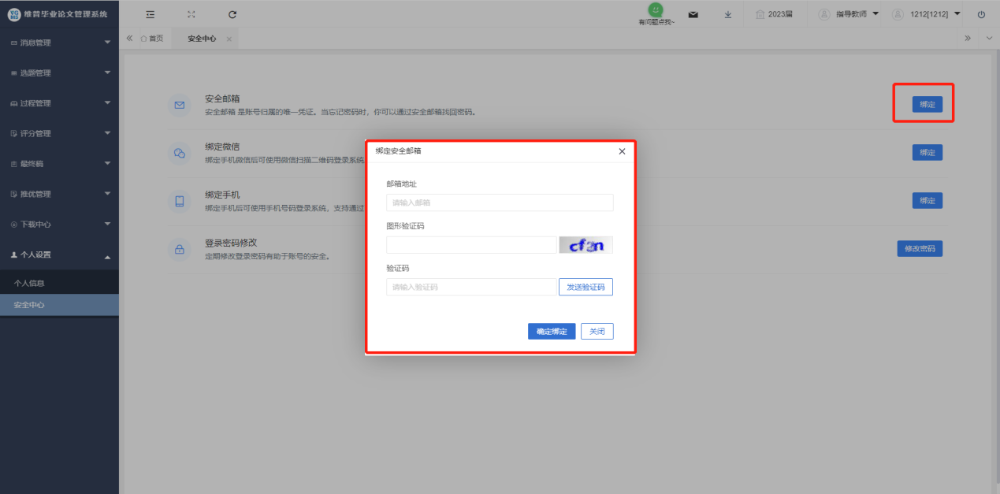 维普毕业论文管理系统
有问题点我~
2023届
指导教师
1212[1212]
首页
安全中心
消息管理
选题管理
过程管理
评分管理
最终稿
推优管理
下载中心
个人设置
个人信息
安全中心
安全邮箱
安全邮箱 是账号归属的唯一凭证。当忘记密码时，你可以通过安全邮箱找回密码。
绑定
绑定微信
绑定手机微信后可使用微信扫描二维码登录系统
绑定
绑定手机
绑定手机后可使用手机号码登录系统，支持通过
绑定
登录密码修改
定期修改登录密码有助于账号的安全。
修改密码
绑定安全邮箱
邮箱地址
请输入邮箱
图形验证码
验证码
请输入验证码
发送验证码
确定绑定
关闭